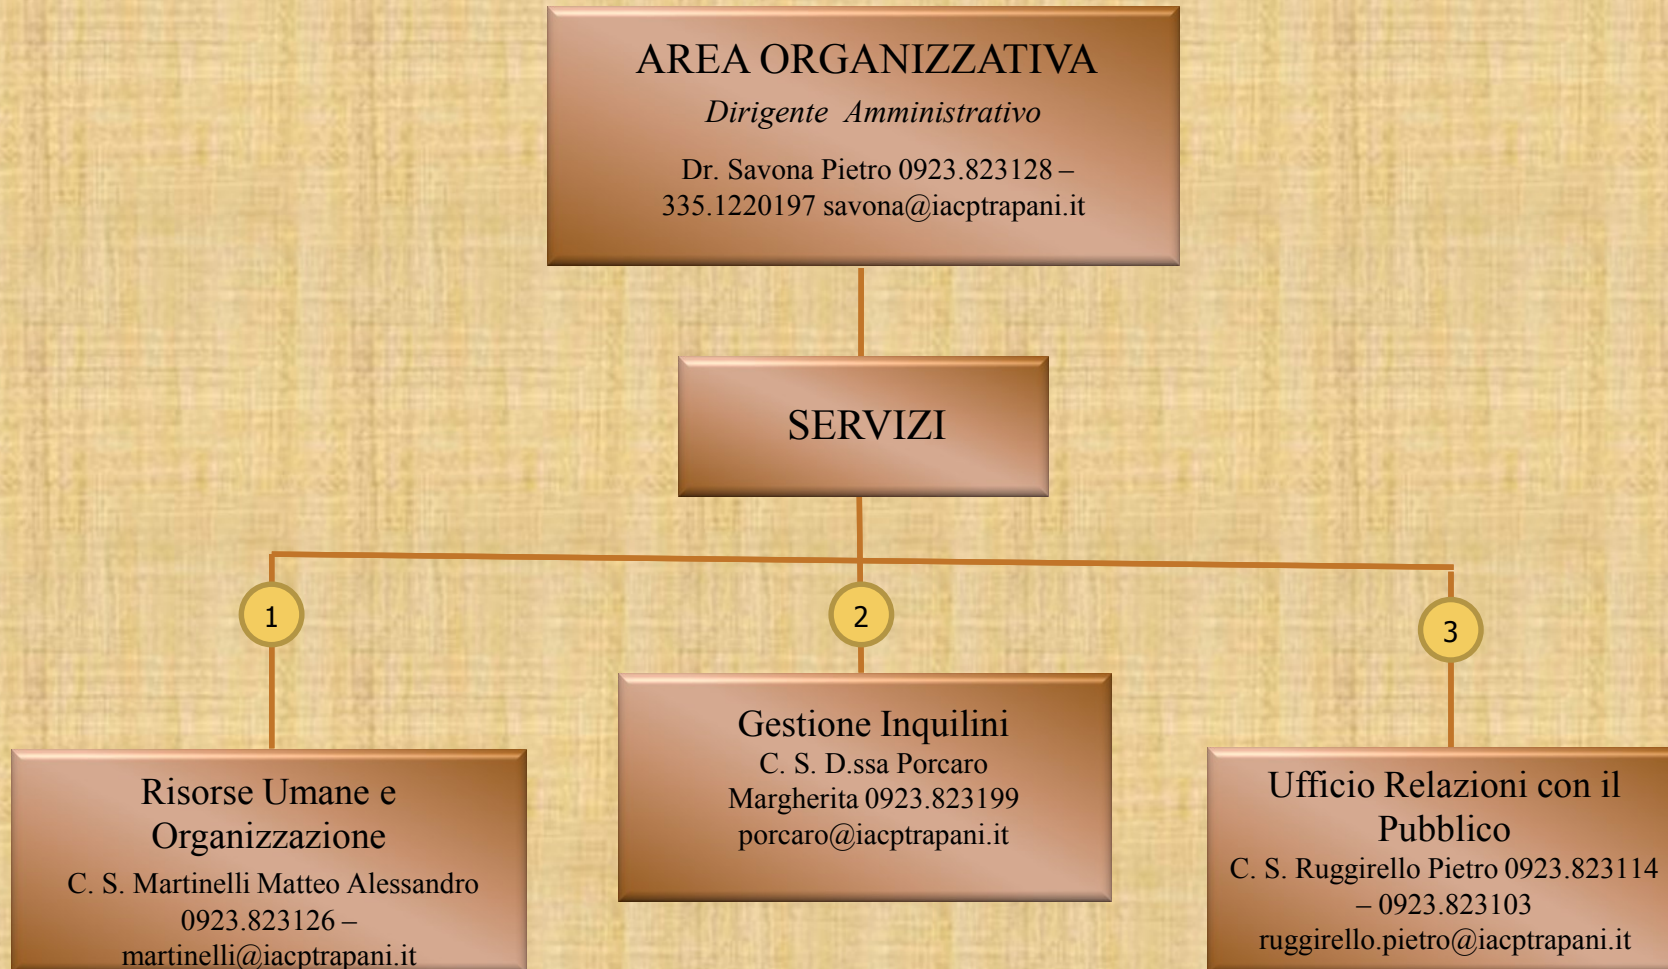 AREA ORGANIZZATIVA
Dirigente Amministrativo
Dr. Savona Pietro 0923.823128 –
335.1220197 savona@iacptrapani.it
SERVIZI
1
2
3
Risorse Umane e
Organizzazione
C. S. Martinelli Matteo Alessandro
0923.823126 –
martinelli@iacptrapani.it
Gestione Inquilini
C. S. D.ssa Porcaro
Margherita 0923.823199
porcaro@iacptrapani.it
Ufficio Relazioni con il
Pubblico
C. S. Ruggirello Pietro 0923.823114
– 0923.823103
ruggirello.pietro@iacptrapani.it